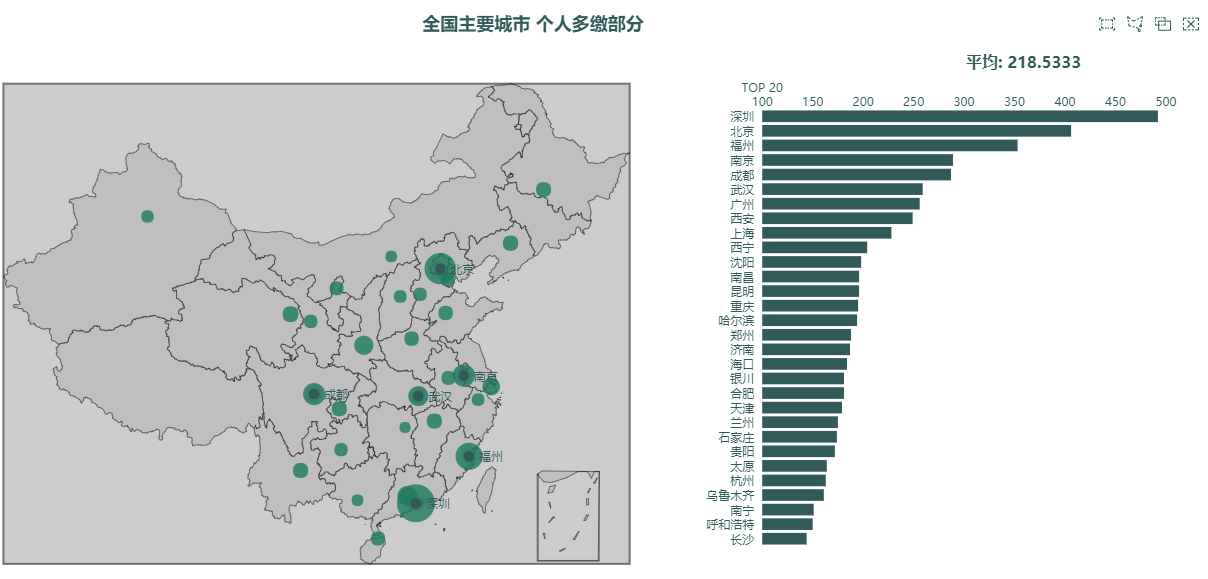 全国主要城市 个人多缴部分
平均: 218.5333
TOP 20
100 150 200 250 300 350 400 450 500
深圳
北京
福州
南京
成都
武汉
广州
西安
上海
西宁
沈阳
南昌
昆明
重庆
哈尔滨
郑州
济南
海口
银川
合肥
天津
兰州
石家庄
贵阳
太原
杭州
乌鲁木齐
南宁
呼和浩特
长沙
北京
南京
成都
武汉
福州
深圳